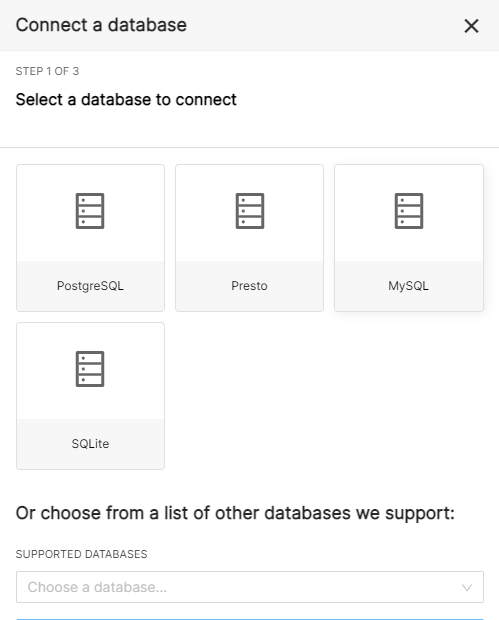 Connect a database
STEP 1 OF 3
Select a database to connect
PostgreSQL
Presto
MySQL
SQLite
Or choose from a list of other databases we support:
SUPPORTED DATABASES
Choose a database...